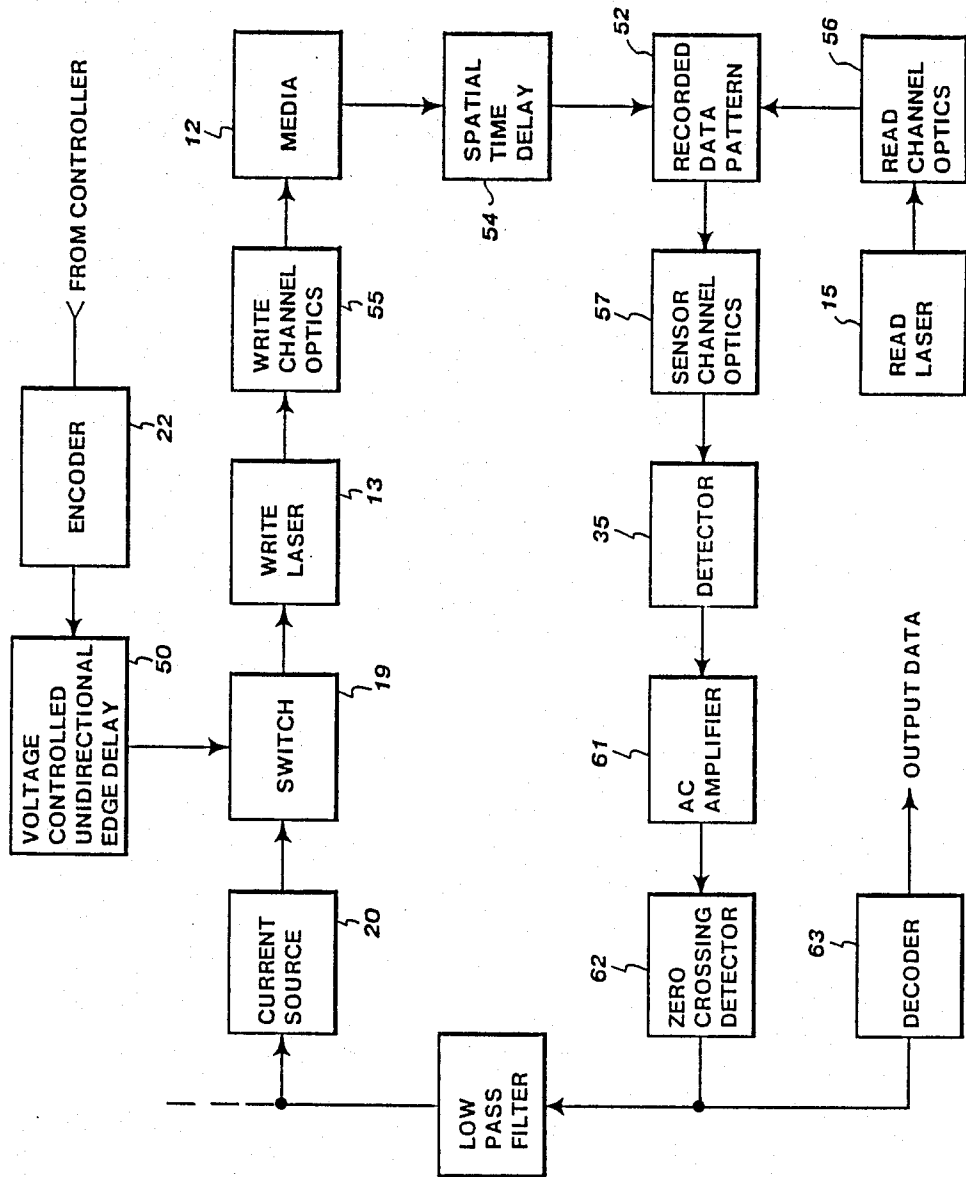 FROM CONTROLLER
ENCODER
22
VOLTAGE
CONTROLLED
UNIDIRECTIONAL
EDGE DELAY
50
CURRENT
SOURCE
20
SWITCH
19
WRITE
LASER
13
WRITE
CHANNEL
OPTICS
55
MEDIA
12
SPATIAL
TIME
DELAY
54
RECORDED
DATA
PATTERN
52
READ
CHANNEL
OPTICS
56
READ
LASER
15
SENSOR
CHANNEL
OPTICS
57
DETECTOR
35
AC
AMPLIFIER
61
ZERO
CROSSING
DETECTOR
62
LOW
PASS
FILTER
DECODER
63
OUTPUT DATA